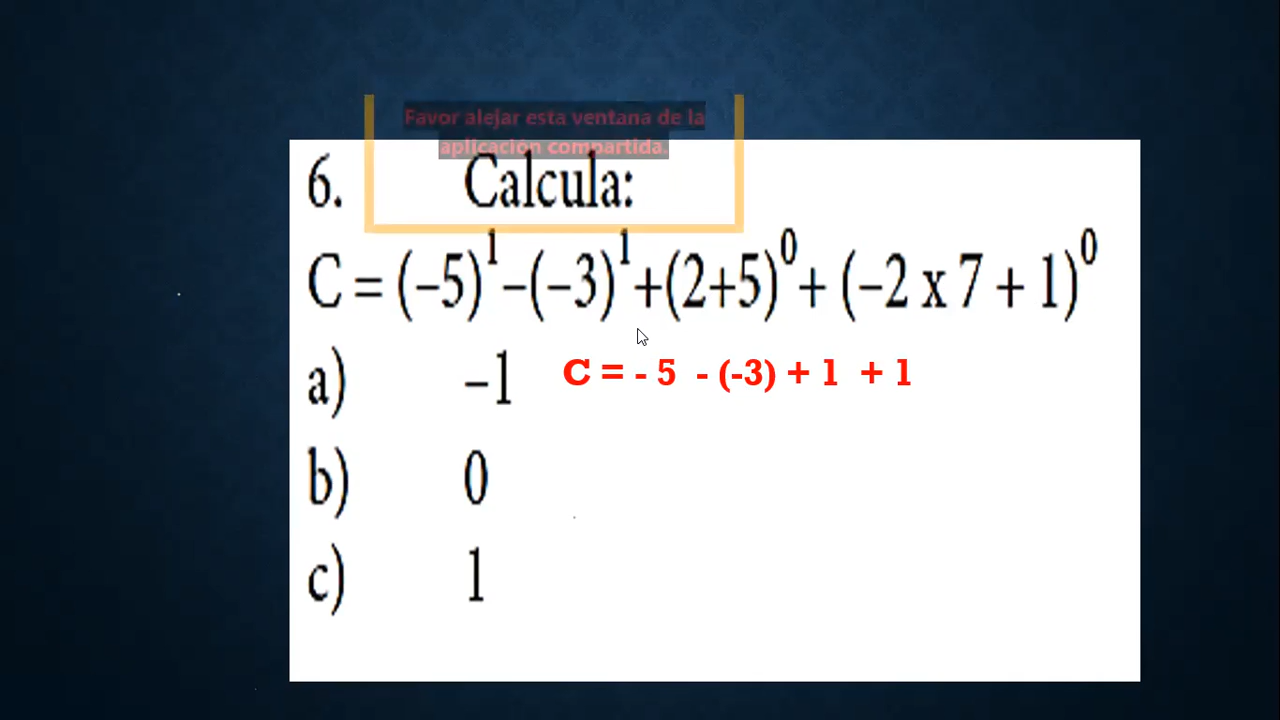 Favor alejar esta ventana de la
aplicación compartida.
6. Calcula:
C = (–5)¹–(–3)¹+(2+5)⁰+ (–2 x 7 + 1)⁰
a) –1
C = - 5 - (-3) + 1 + 1
b) 0
c) 1